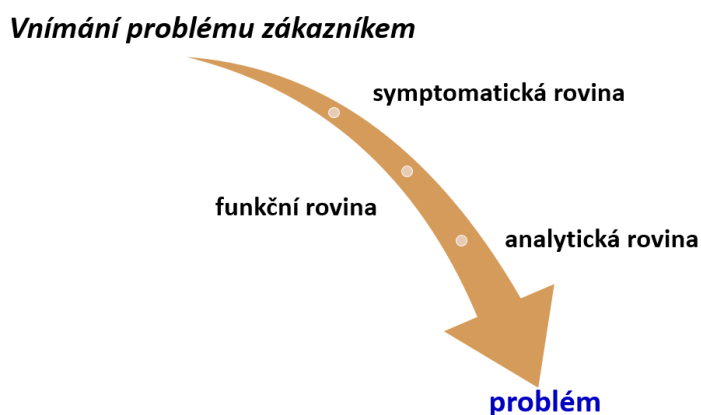 Vnímání problému zákazníkem
symptomatická rovina
funkční rovina
analytická rovina
problém